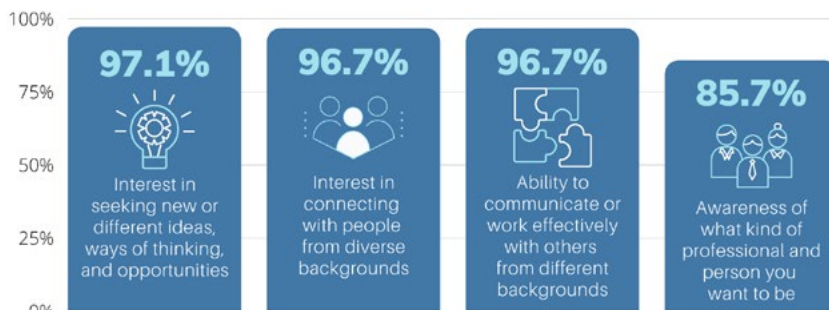 100%
75%
50%
25%
0%
97.1%
Interest in
seeking new or
different ideas,
ways of thinking,
and opportunities
96.7%
Interest in
connecting
with people
from diverse
backgrounds
96.7%
Ability to
communicate or
work effectively
with others
from different
backgrounds
85.7%
Awareness of
what kind of
professional and
person you
want to be